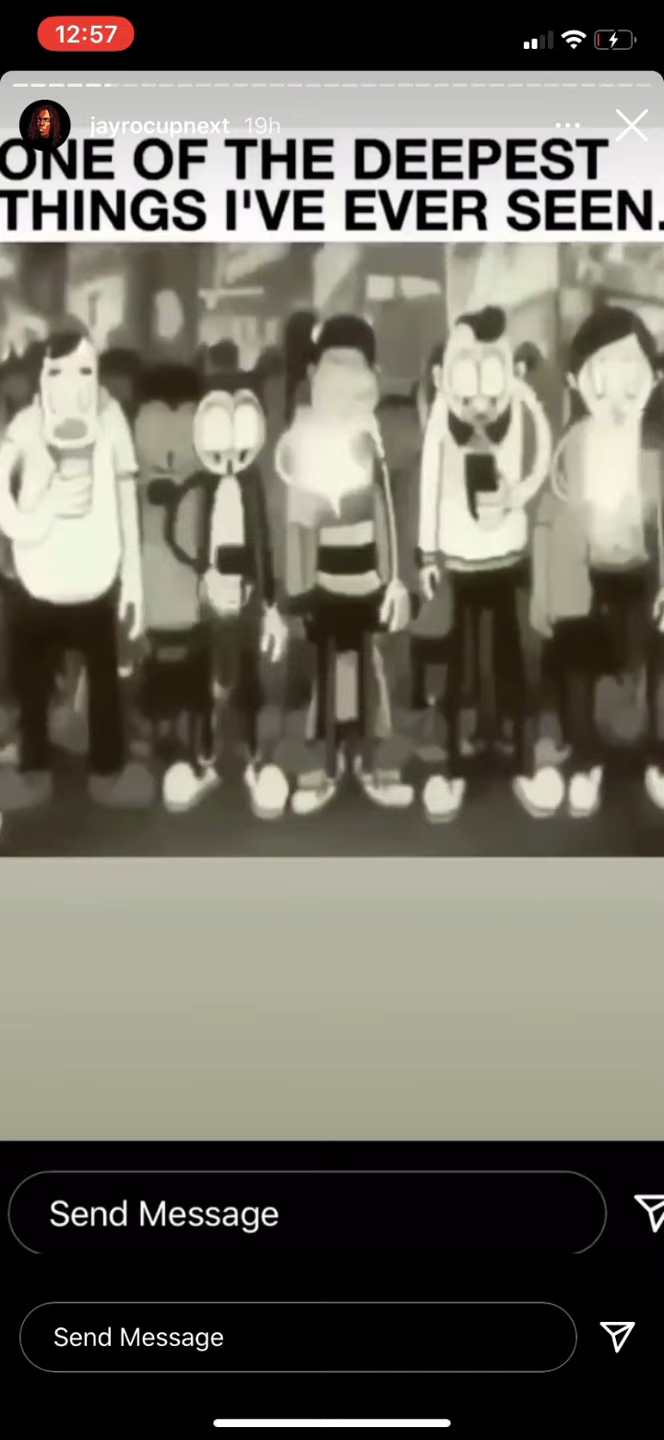 12:57
jayrocupnext 19h
ONE OF THE DEEPEST
THINGS I'VE EVER SEEN.
Send Message
Send Message